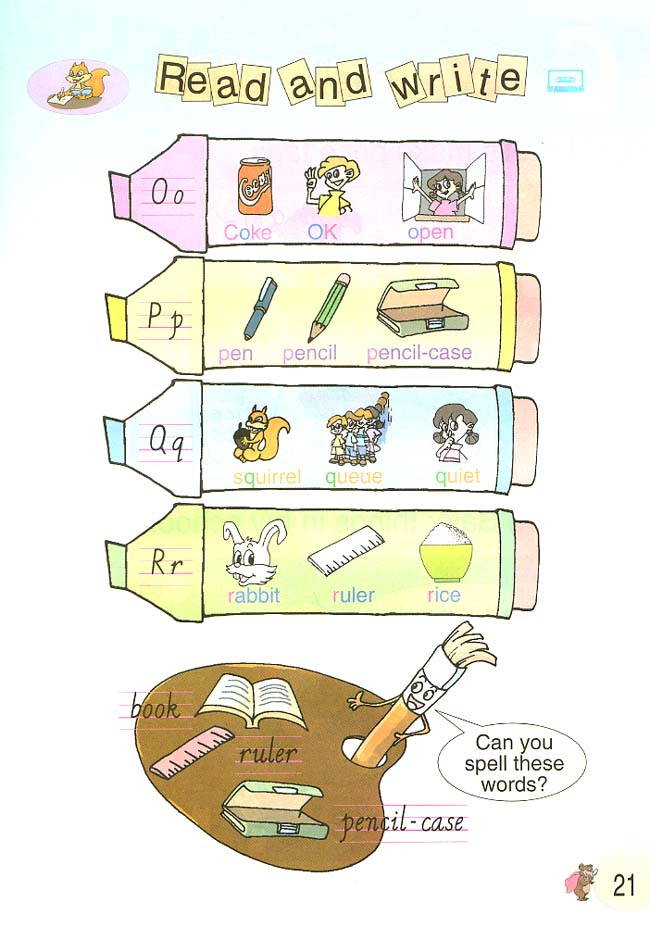 Read and write
Oo
Coke OK open
Pp
pen pencil pencil-case
Qq
squirrel queue quiet
Rr
rabbit ruler rice
book
ruler
pencil-case
Can you
spell these
words?
21